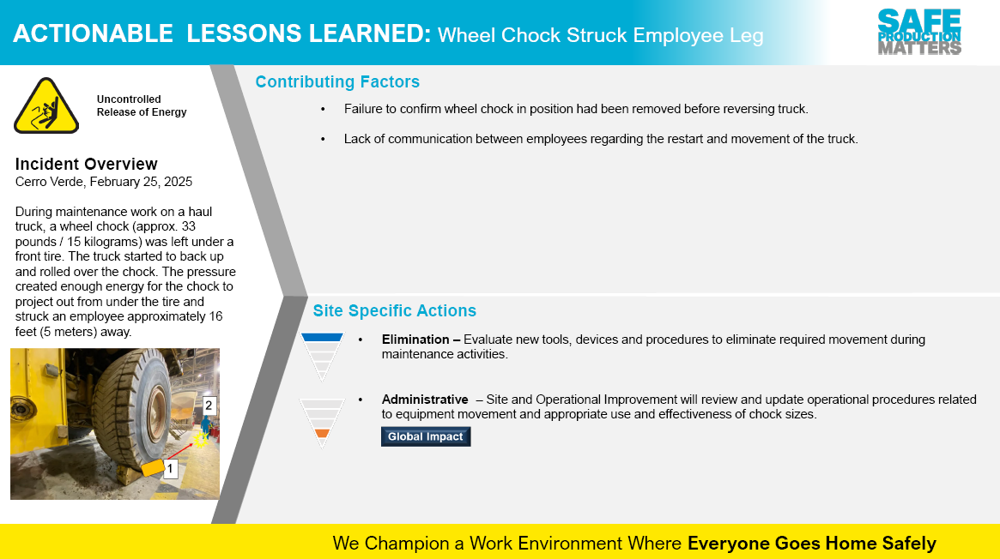 ACTIONABLE LESSONS LEARNED: Wheel Chock Struck Employee Leg
SAFE
PRODUCTION
MATTERS
Uncontrolled
Release of Energy
Incident Overview
Cerro Verde, February 25, 2025
During maintenance work on a haul
truck, a wheel chock (approx. 33
pounds / 15 kilograms) was left under a
front tire. The truck started to back up
and rolled over the chock. The pressure
created enough energy for the chock to
project out from under the tire and
struck an employee approximately 16
feet (5 meters) away.
2
1
Contributing Factors
• Failure to confirm wheel chock in position had been removed before reversing truck.
• Lack of communication between employees regarding the restart and movement of the truck.
Site Specific Actions
• Elimination – Evaluate new tools, devices and procedures to eliminate required movement during
maintenance activities.
• Administrative – Site and Operational Improvement will review and update operational procedures related
to equipment movement and appropriate use and effectiveness of chock sizes.
Global Impact
We Champion a Work Environment Where Everyone Goes Home Safely